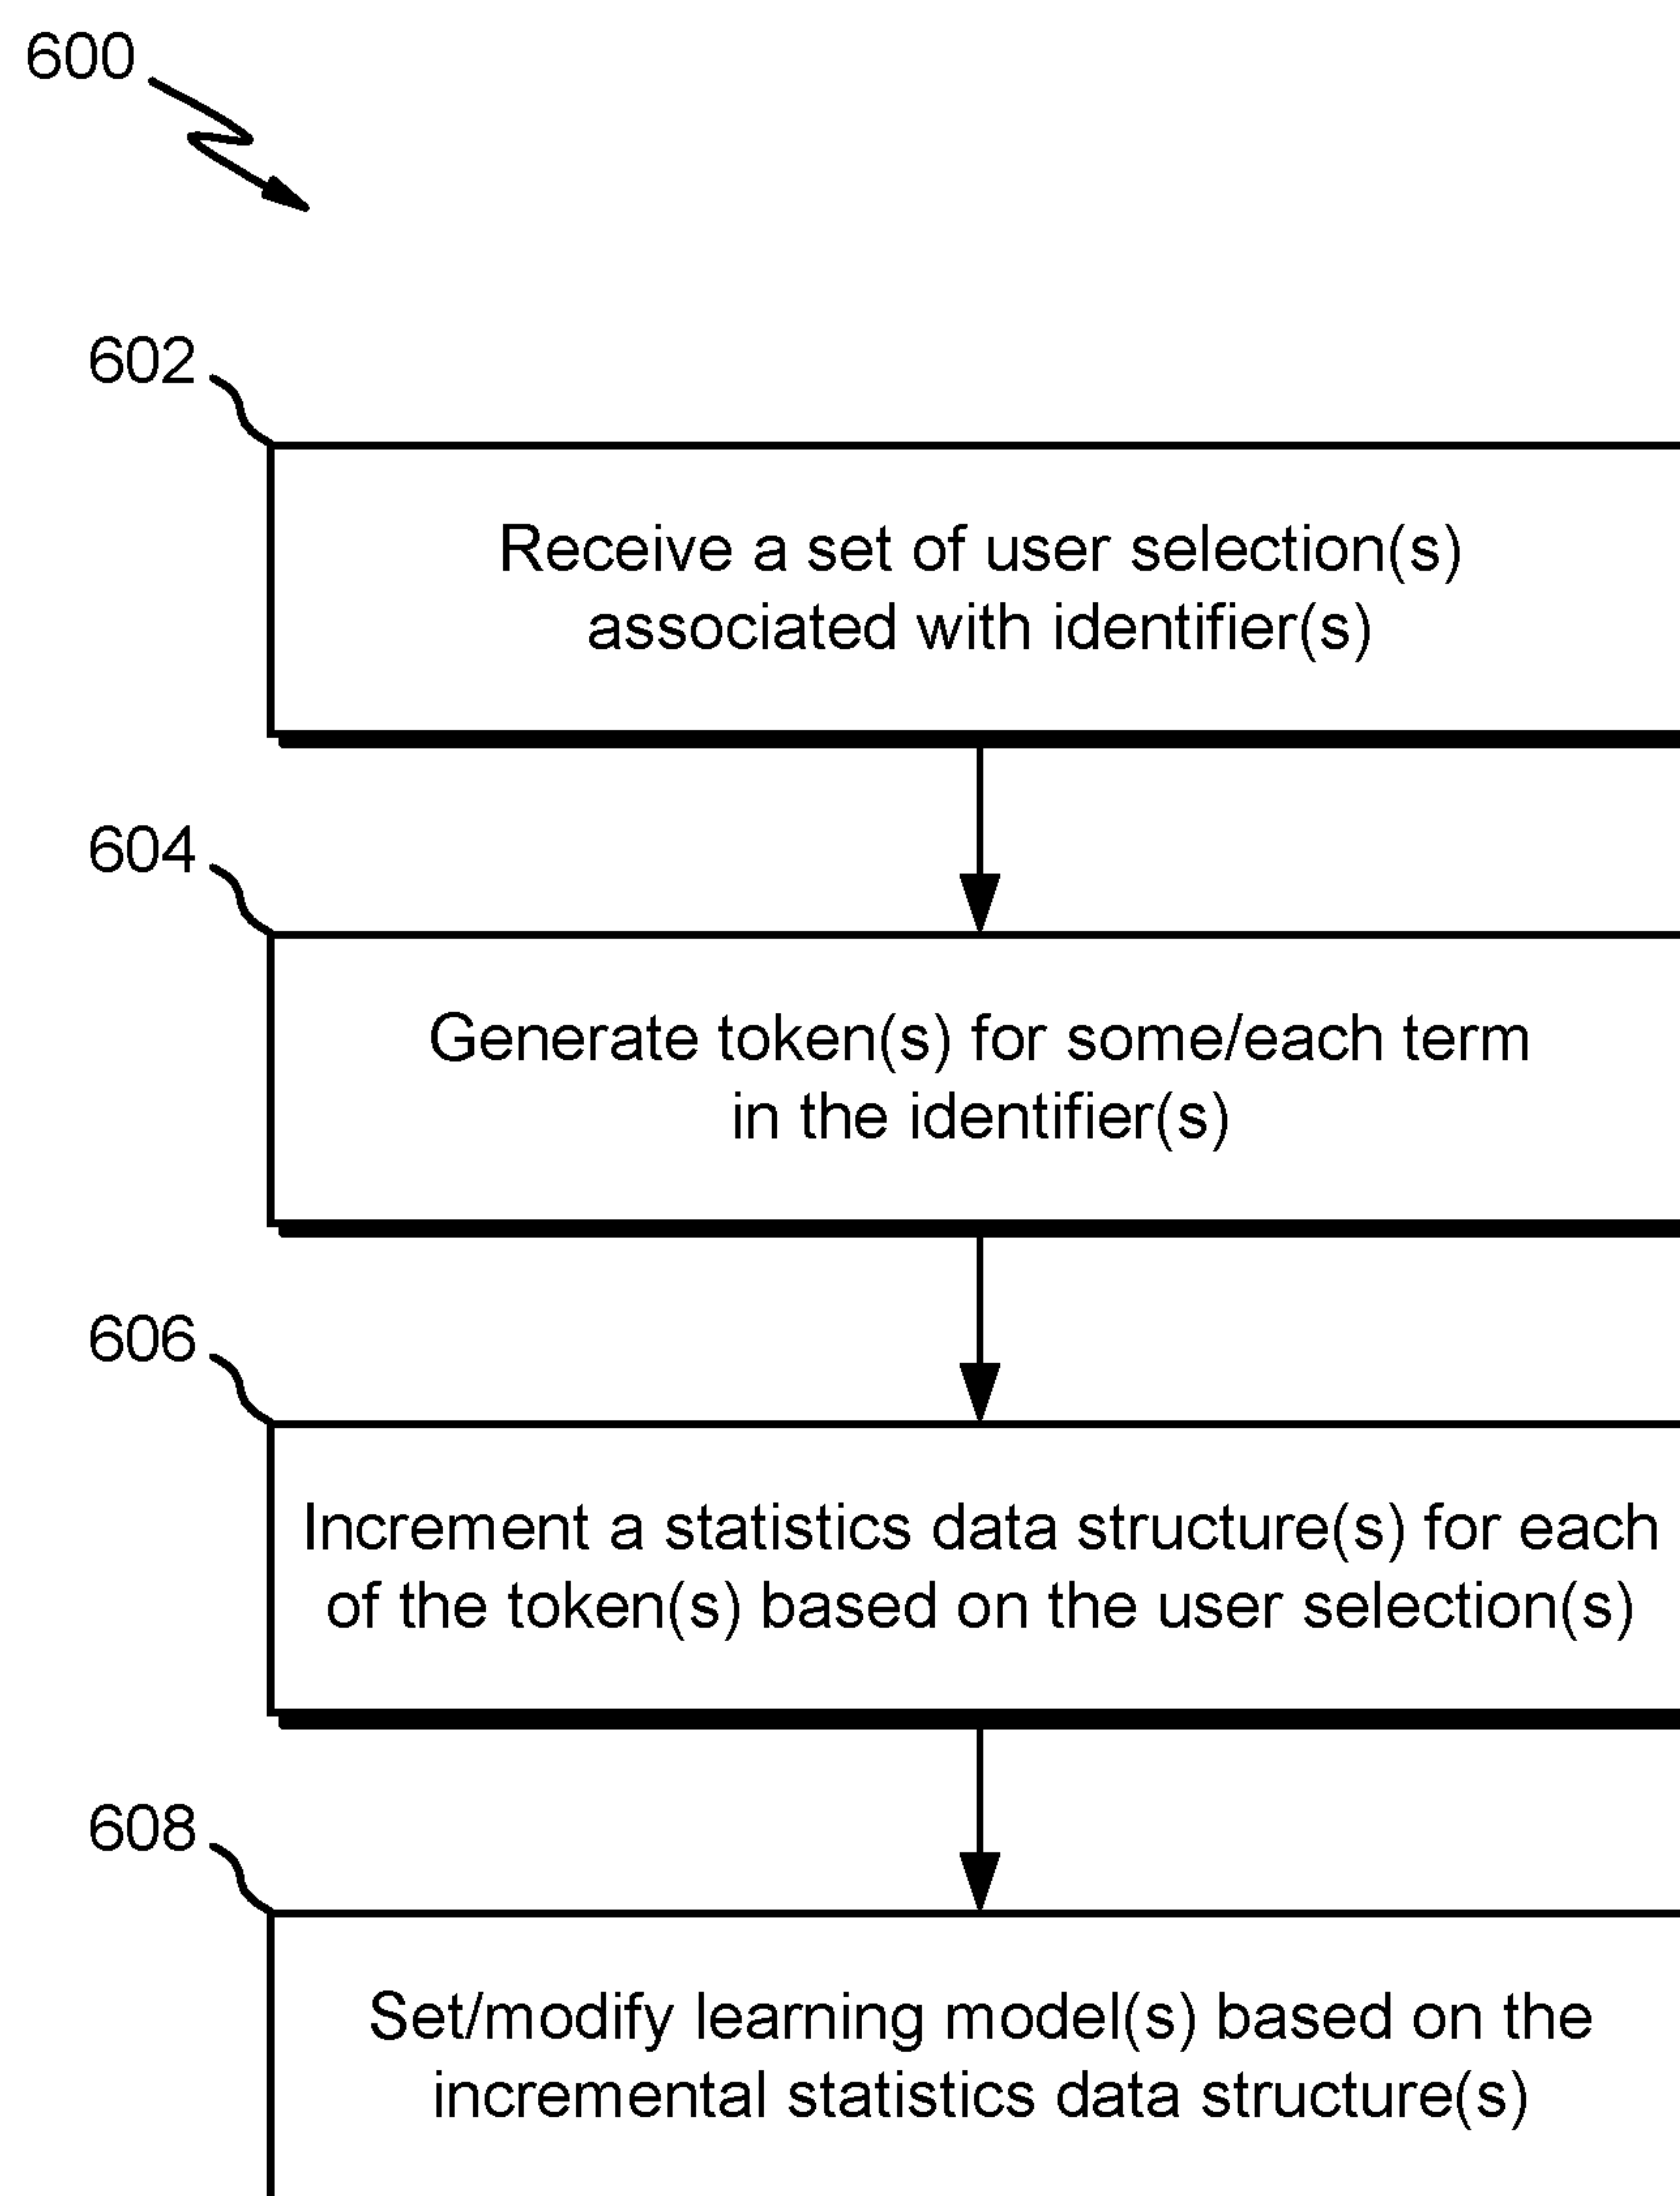 600
602
Receive a set of user selection(s)
associated with identifier(s)
604
Generate token(s) for some/each term
in the identifier(s)
606
Increment a statistics data structure(s) for each
of the token(s) based on the user selection(s)
608
Set/modify learning model(s) based on the
incremental statistics data structure(s)